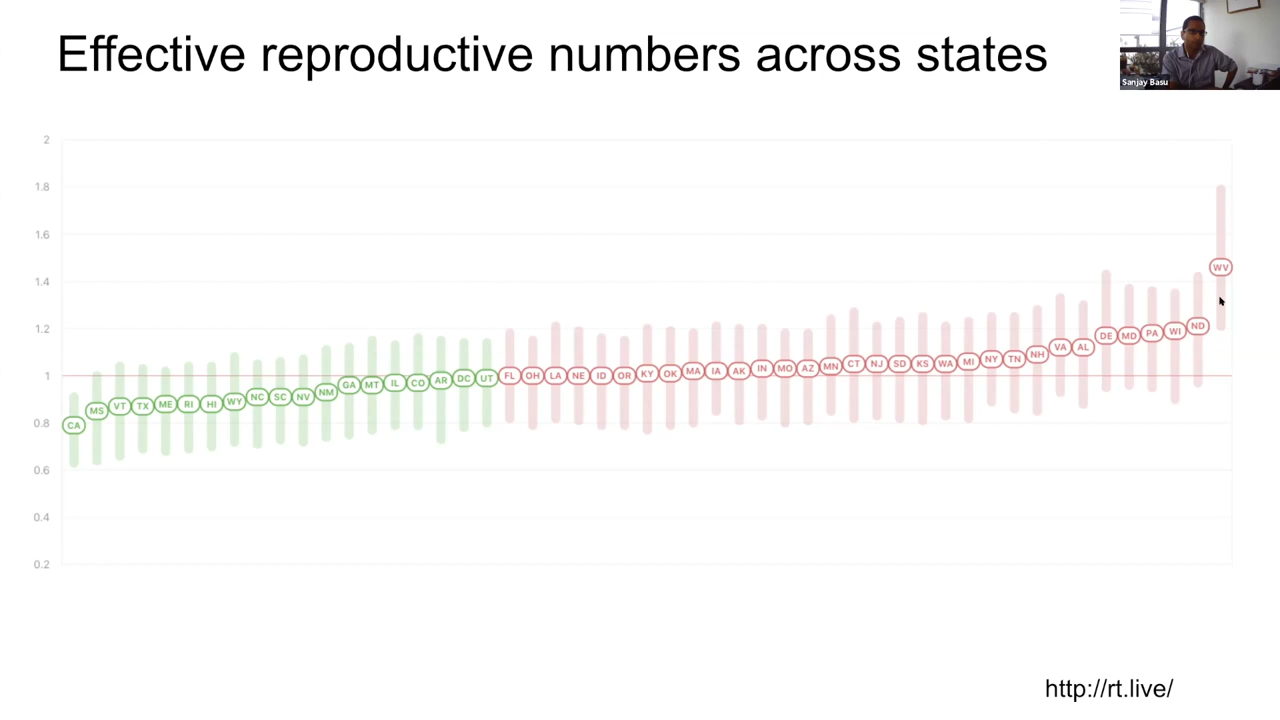 Effective reproductive numbers across states
Sanjay Basu
2
1.8
1.6
1.4
1.2
1
0.8
0.6
0.4
0.2
CA MS VT TX ME RI HI WY NC SC NV NM GA MT IL CO AR DC UT FL OH LA NE ID OR KY OK MA IA AK IN MO AZ MN CT NJ SD KS WA MI NY TN NH VA AL DE MD PA WI ND WV
http://rt.live/